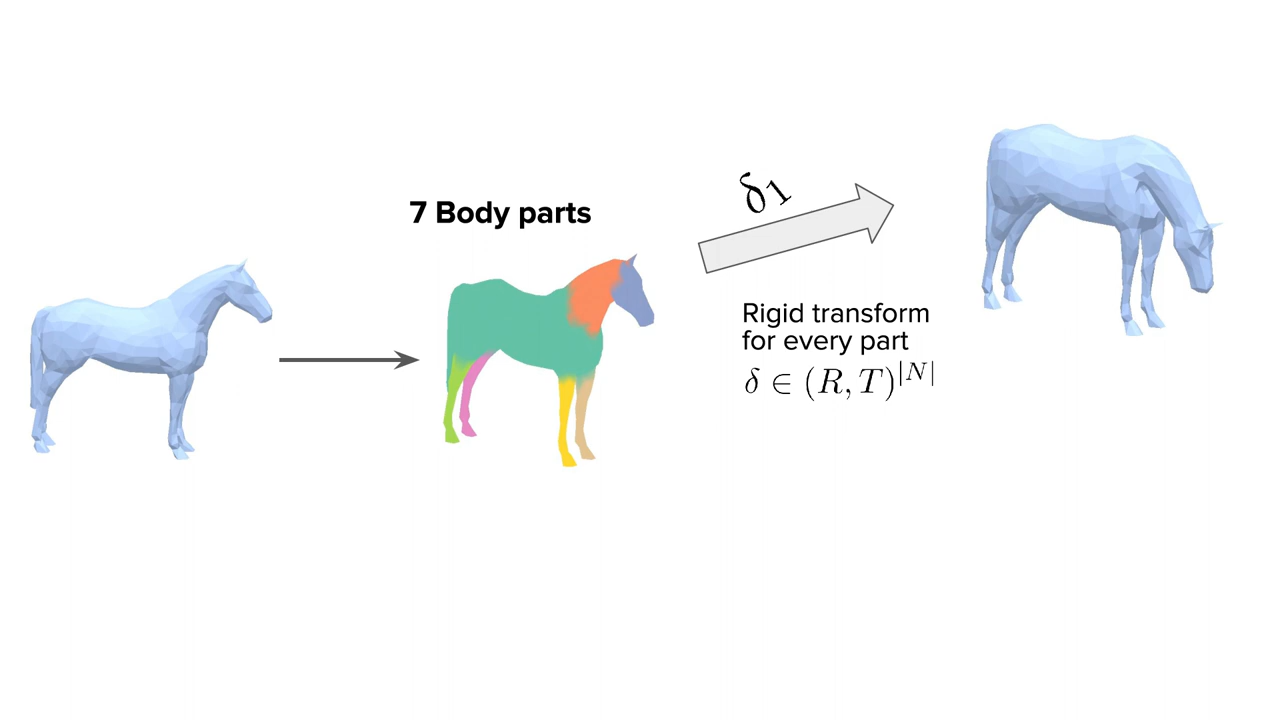 7 Body parts
δ₁
Rigid transform
for every part
δ ∈ (R, T)^{|N|}